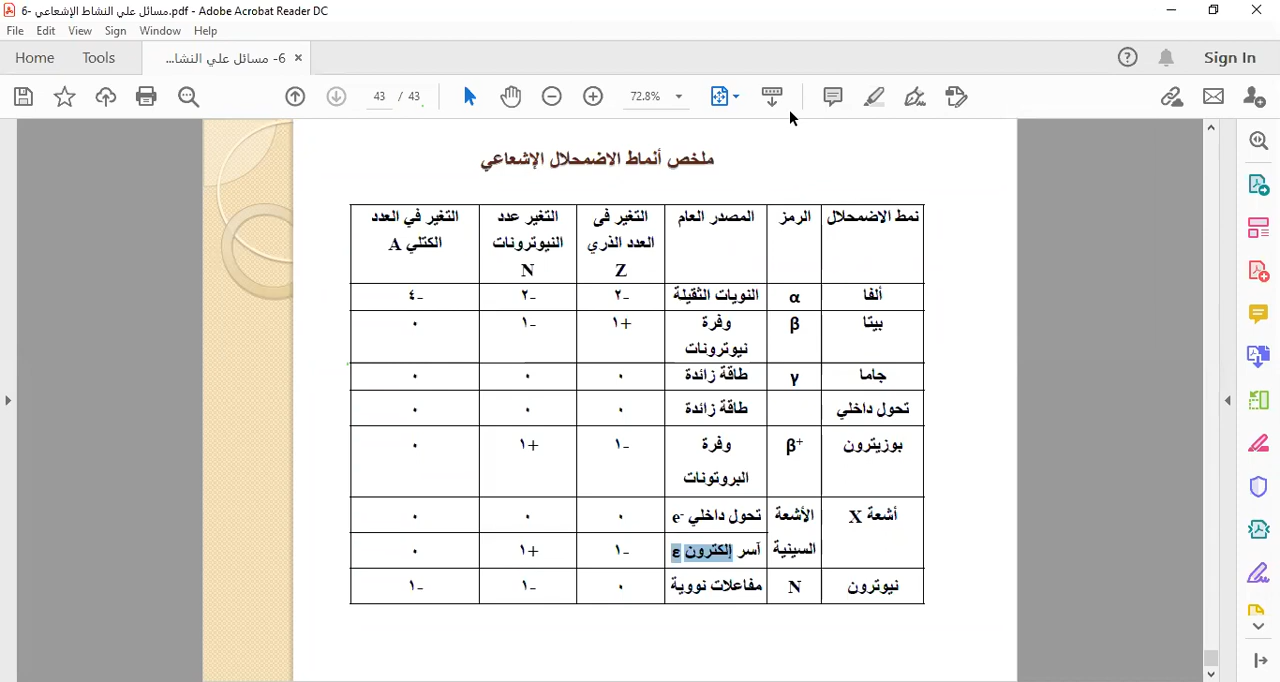 مسائل علي النشاط الإشعاعي -6.pdf - Adobe Acrobat Reader DC
File Edit View Sign Window Help
Home Tools 6- مسائل علي النشا... × Sign In
43 / 43 72.8%
ملخص أنماط الاضمحلال الإشعاعي
نمط الاضمحلال الرمز المصدر العام التغير فى التغير عدد التغير في العدد
العدد الذري النيوترونات الكتلي A
Z N
ألفا α النويات الثقيلة -٢ -٢ -٤
بيتا β وفرة +١ -١ ٠
نيوترونات
جاما γ طاقة زائدة ٠ ٠ ٠
تحول داخلي طاقة زائدة ٠ ٠ ٠
بوزيترون β+ وفرة -١ +١ ٠
البروتونات
أشعة X الأشعة تحول داخلي e- ٠ ٠ ٠
السينية آسر إلكترون ε -١ +١ ٠
نيوترون N مفاعلات نووية ٠ -١ -١